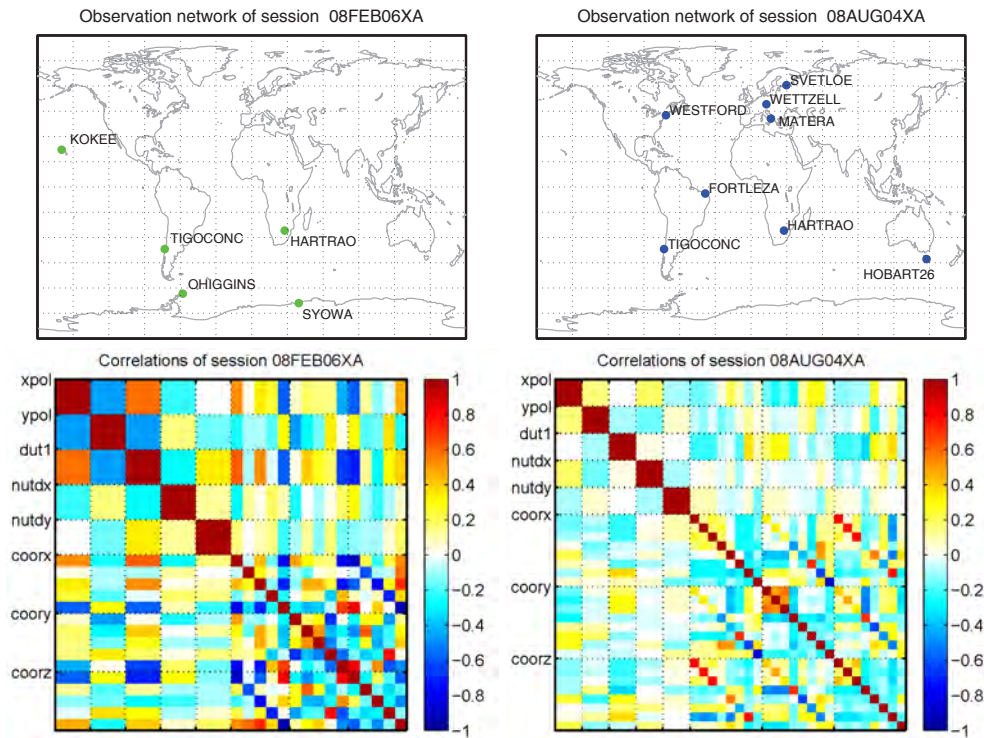 Observation network of session 08FEB06XA
KOKEE
TIGOCONC
HARTRAO
OHIGGINS
SYOWA
Observation network of session 08AUG04XA
SVETLOE
WETTZELL
WESTFORD
MATERA
FORTLEZA
HARTRAO
TIGOCONC
HOBART26
Correlations of session 08FEB06XA
xpol
ypol
dut1
nutdx
nutdy
coorx
coory
coorz
1
0.8
0.6
0.4
0.2
0
−0.2
−0.4
−0.6
−0.8
−1
Correlations of session 08AUG04XA
xpol
ypol
dut1
nutdx
nutdy
coorx
coory
coorz
1
0.8
0.6
0.4
0.2
0
−0.2
−0.4
−0.6
−0.8
−1